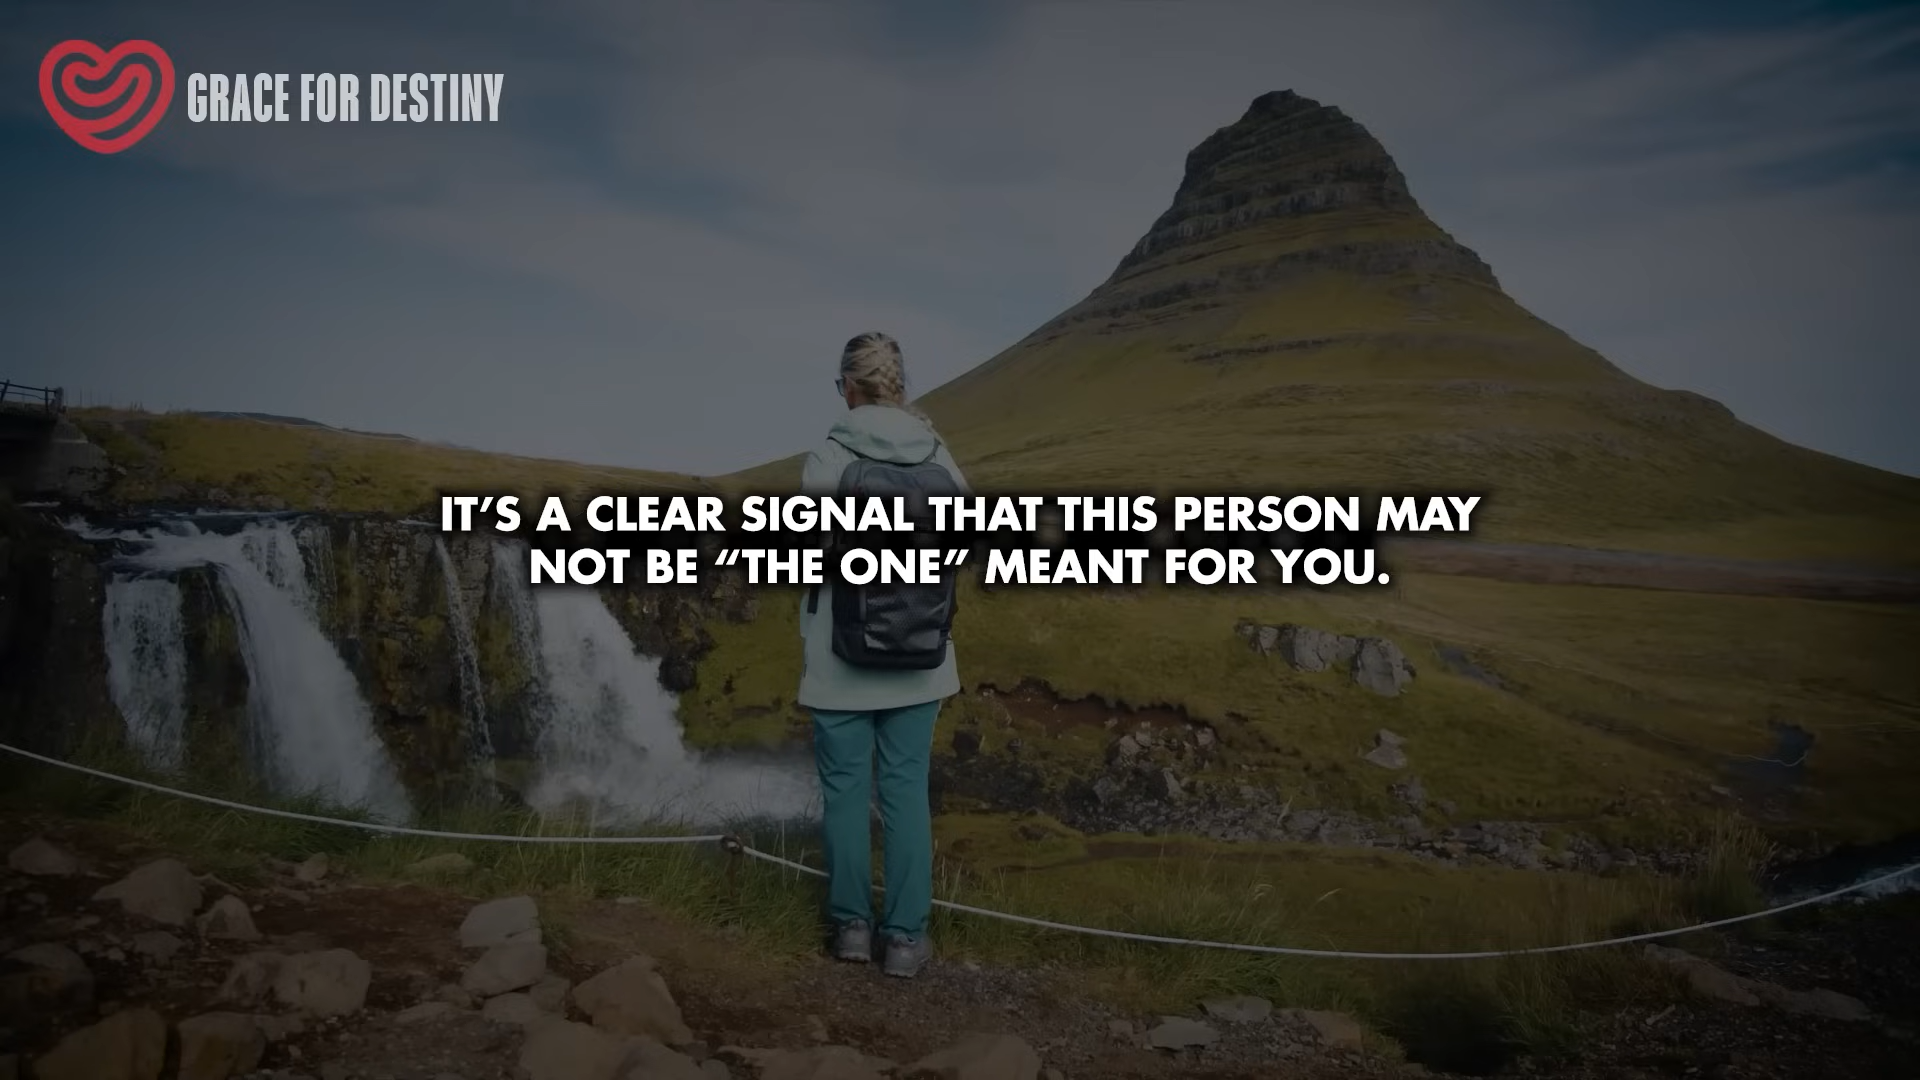 GRACE FOR DESTINY
IT’S A CLEAR SIGNAL THAT THIS PERSON MAY
NOT BE “THE ONE” MEANT FOR YOU.